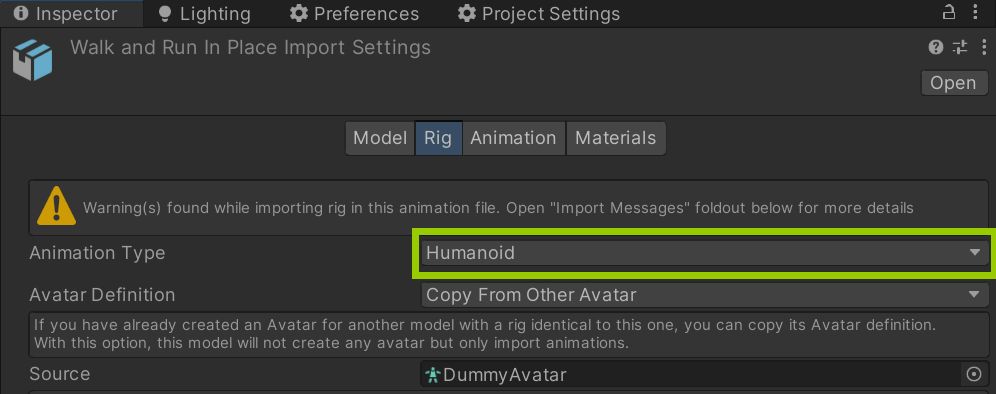 Inspector Lighting Preferences Project Settings
Walk and Run In Place Import Settings
Open
Model Rig Animation Materials
Warning(s) found while importing rig in this animation file. Open "Import Messages" foldout below for more details
Animation Type Humanoid
Avatar Definition Copy From Other Avatar
If you have already created an Avatar for another model with a rig identical to this one, you can copy its Avatar definition.
With this option, this model will not create any avatar but only import animations.
Source DummyAvatar